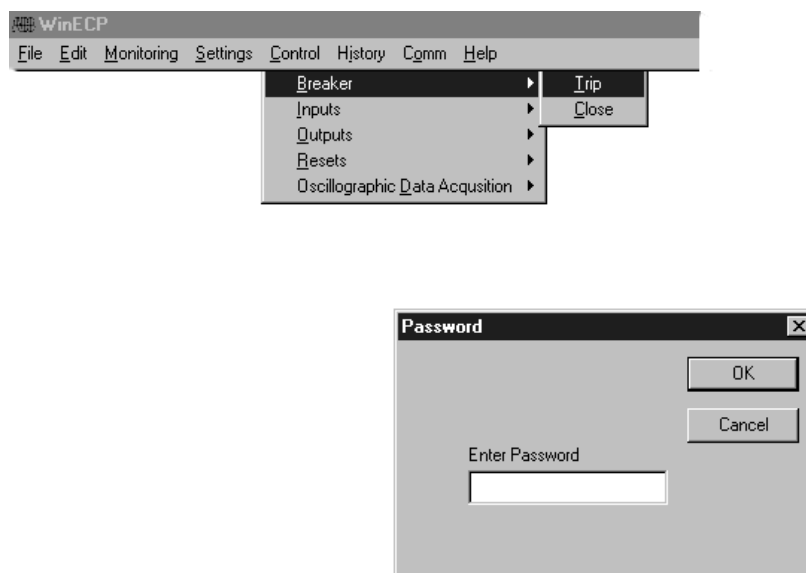 WinECP
File Edit Monitoring Settings Control History Comm Help
Breaker Trip
Inputs Close
Outputs
Resets
Oscillographic Data Acqusition
Password
OK
Cancel
Enter Password